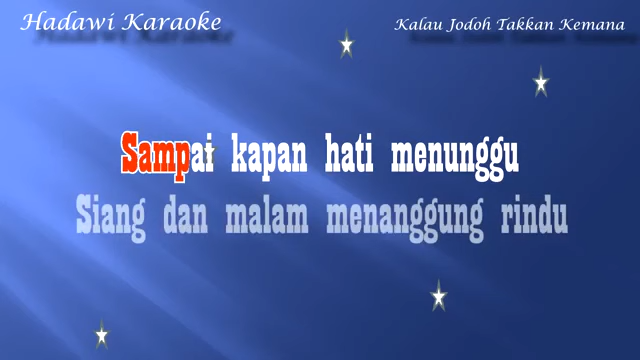 Hadawi Karaoke
Kalau Jodoh Takkan Kemana
Sampai kapan hati menunggu
Siang dan malam menanggung rindu